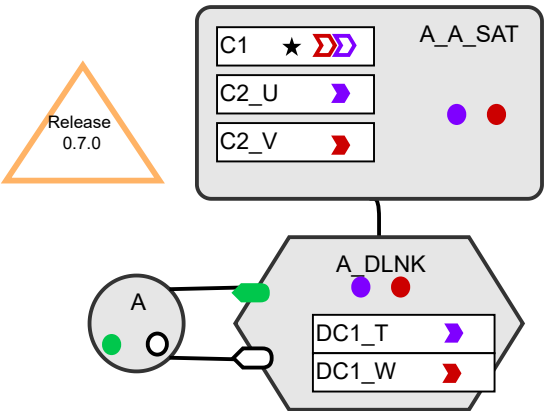 C1
A_A_SAT
C2_U
C2_V
Release
0.7.0
A_DLNK
A
DC1_T
DC1_W